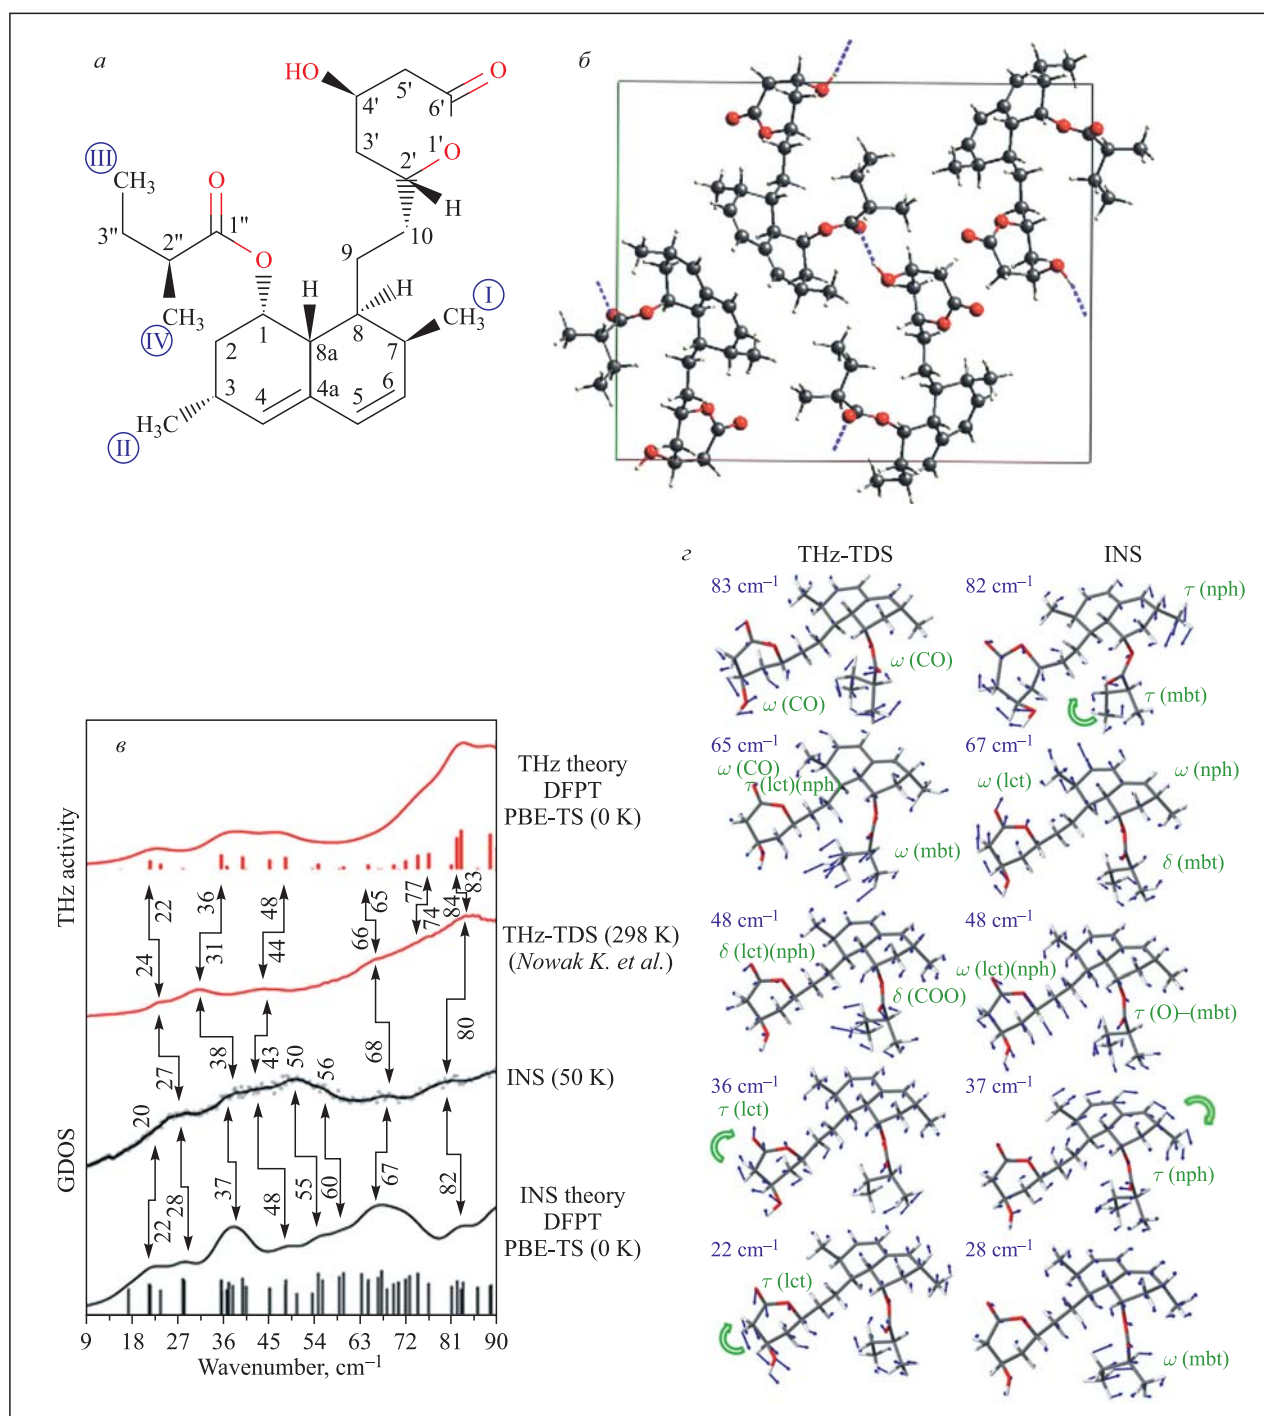 а
HO
O
5'
4'
6'
3'
1'
O
2'
H
10
III
CH3
O
3"
1"
2"
O
9
H
H
I
CH3
IV
CH3
1
8
2
8a
7
3
4a
6
4
5
H3C
II
б
в
THz activity
GDOS
THz theory
DFPT
PBE-TS (0 K)
22
36
48
65
77
83
24
31
44
66
74
84
THz-TDS (298 K)
(Nowak K. et al.)
27
38
43
50
56
68
80
20
INS (50 K)
22
28
37
48
55
60
67
82
INS theory
DFPT
PBE-TS (0 K)
9 18 27 36 45 54 63 72 81 90
Wavenumber, cm–1
г
THz-TDS INS
83 cm–1
ω (CO)
ω (CO)
82 cm–1
τ (nph)
τ (mbt)
65 cm–1
ω (CO)
τ (lct)(nph)
ω (mbt)
67 cm–1
ω (lct)
ω (nph)
δ (mbt)
48 cm–1
δ (lct)(nph)
δ (COO)
48 cm–1
ω (lct)(nph)
τ (O)–(mbt)
36 cm–1
τ (lct)
37 cm–1
τ (nph)
22 cm–1
τ (lct)
28 cm–1
ω (mbt)